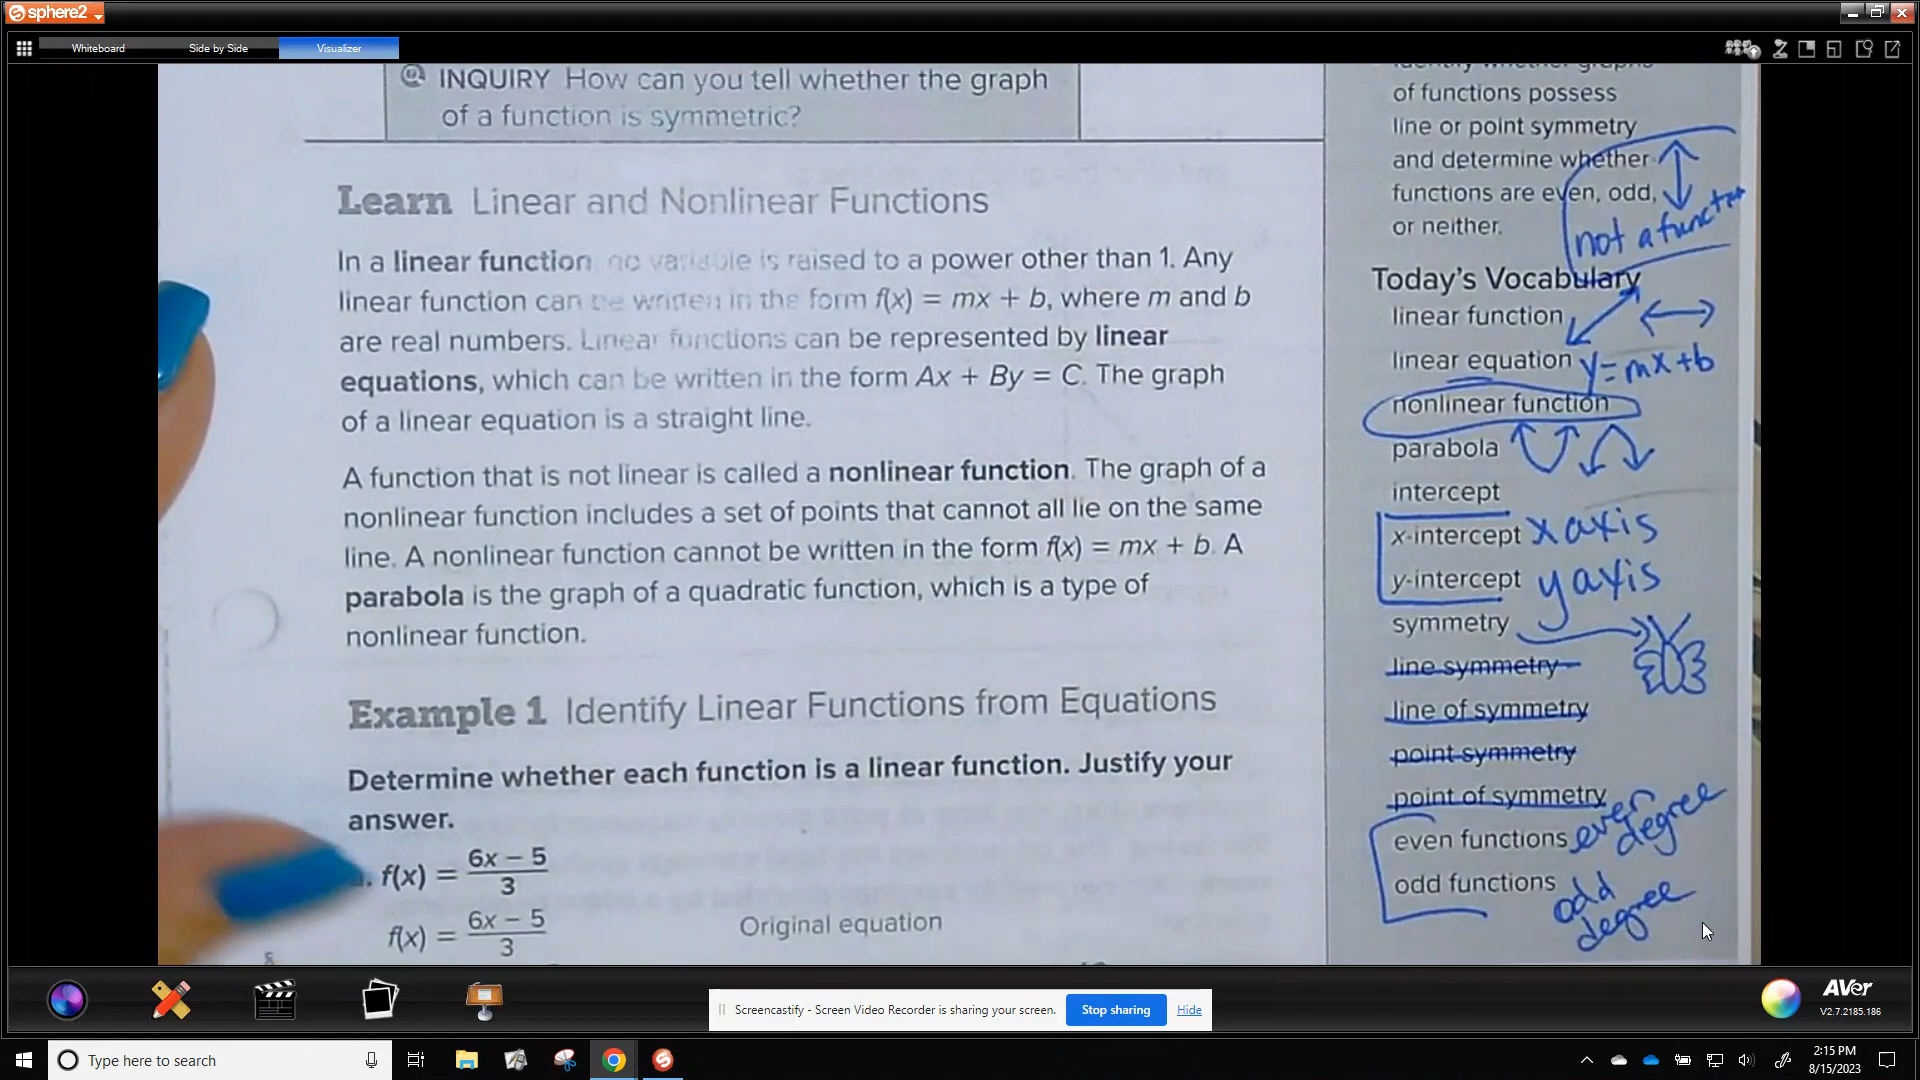 sphere2
Whiteboard
Side by Side
Visualizer
INQUIRY How can you tell whether the graph
of a function is symmetric?
Learn Linear and Nonlinear Functions
In a linear function, no variable is raised to a power other than 1. Any
linear function can be written in the form f(x) = mx + b, where m and b
are real numbers. Linear functions can be represented by linear
equations, which can be written in the form Ax + By = C. The graph
of a linear equation is a straight line.
A function that is not linear is called a nonlinear function. The graph of a
nonlinear function includes a set of points that cannot all lie on the same
line. A nonlinear function cannot be written in the form f(x) = mx + b. A
parabola is the graph of a quadratic function, which is a type of
nonlinear function.
Example 1 Identify Linear Functions from Equations
Determine whether each function is a linear function. Justify your
answer.
f(x) = 6x – 5
3
f(x) = 6x – 5
3
Original equation
identify whether graphs
of functions possess
line or point symmetry
and determine whether
functions are even, odd,
or neither.
not a function
Today's Vocabulary
linear function
linear equation y=mx+b
nonlinear function
parabola
intercept
x-intercept x axis
y-intercept y axis
symmetry
line symmetry
line of symmetry
point symmetry
point of symmetry
even functions even degree
odd functions odd degree
Screencastify - Screen Video Recorder is sharing your screen.
Stop sharing
Hide
AVer
V2.7.2185.186
Type here to search
2:15 PM
8/15/2023